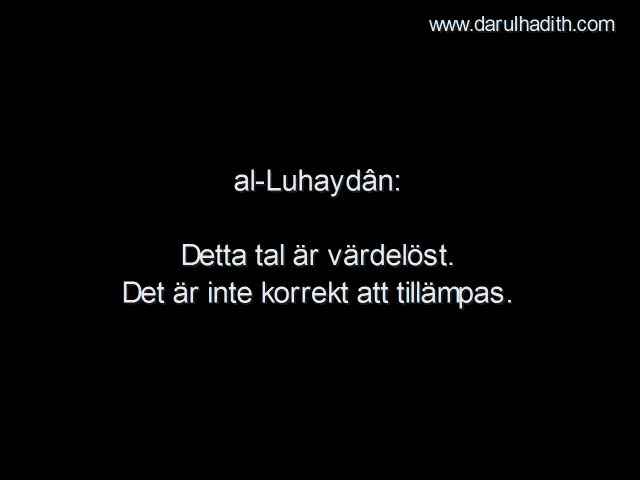 www.darulhadith.com
al-Luhaydân:
Detta tal är värdelöst.
Det är inte korrekt att tillämpas.